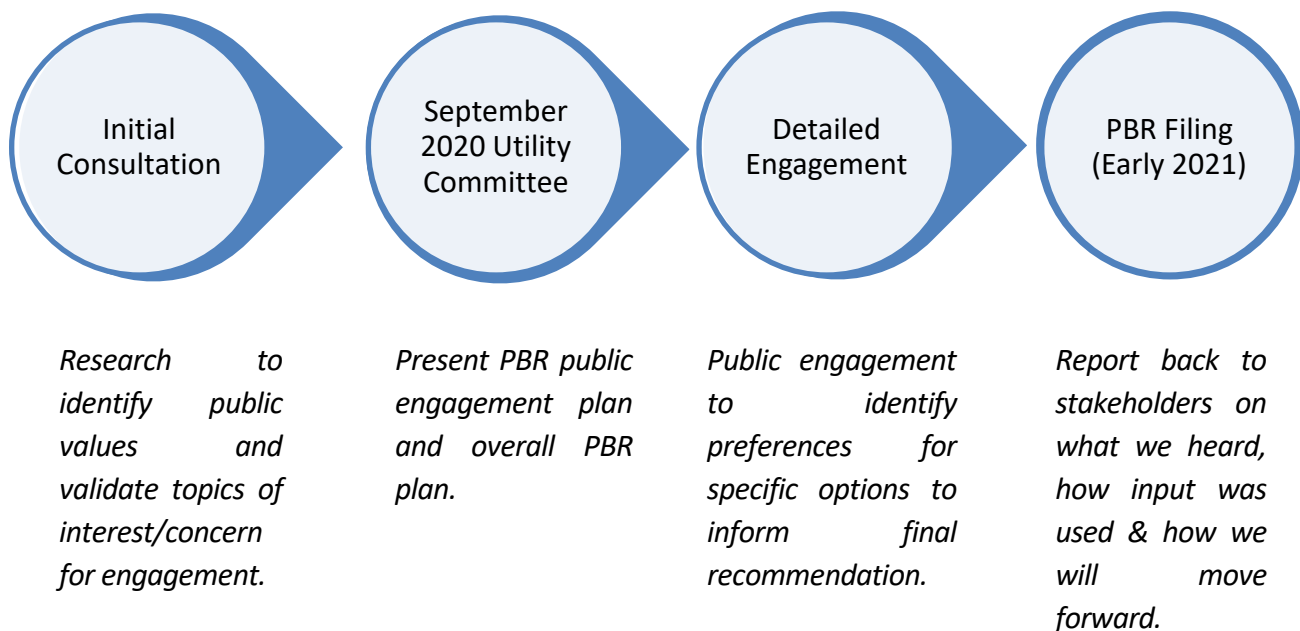 Initial
Consultation
September
2020 Utility
Committee
Detailed
Engagement
PBR Filing
(Early 2021)
Research to
identify public
values and
validate topics of
interest/concern
for engagement.
Present PBR public
engagement plan
and overall PBR
plan.
Public engagement
to identify
preferences for
specific options to
inform final
recommendation.
Report back to
stakeholders on
what we heard,
how input was
used & how we
will move
forward.